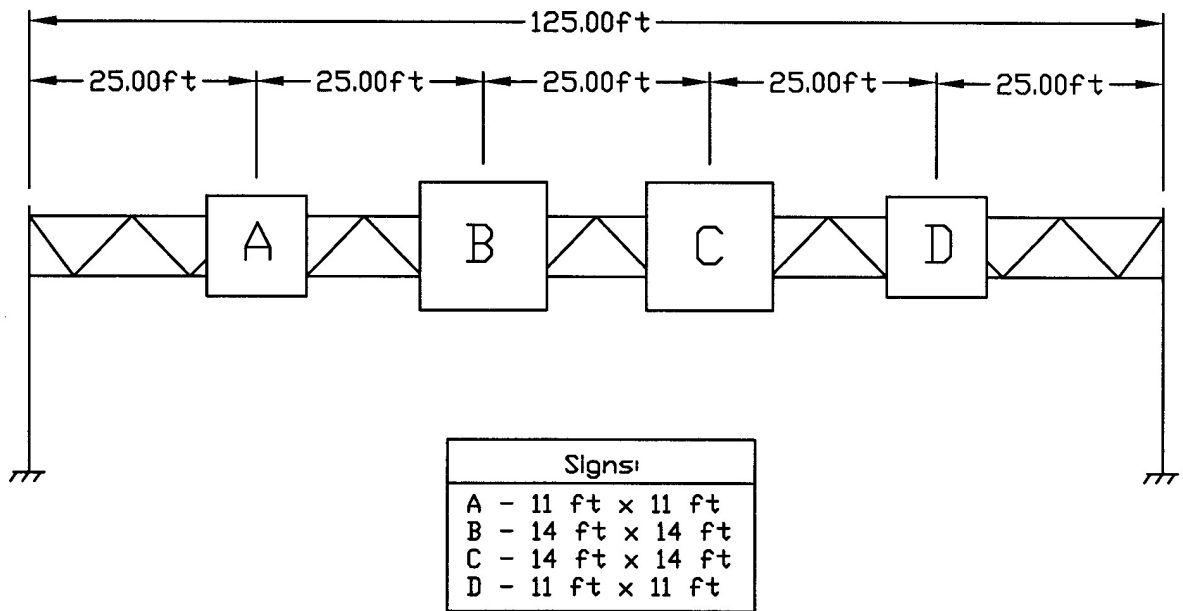 125.00ft
25.00ft 25.00ft 25.00ft 25.00ft 25.00ft
A B C D
Signs:
A - 11 ft x 11 ft
B - 14 ft x 14 ft
C - 14 ft x 14 ft
D - 11 ft x 11 ft